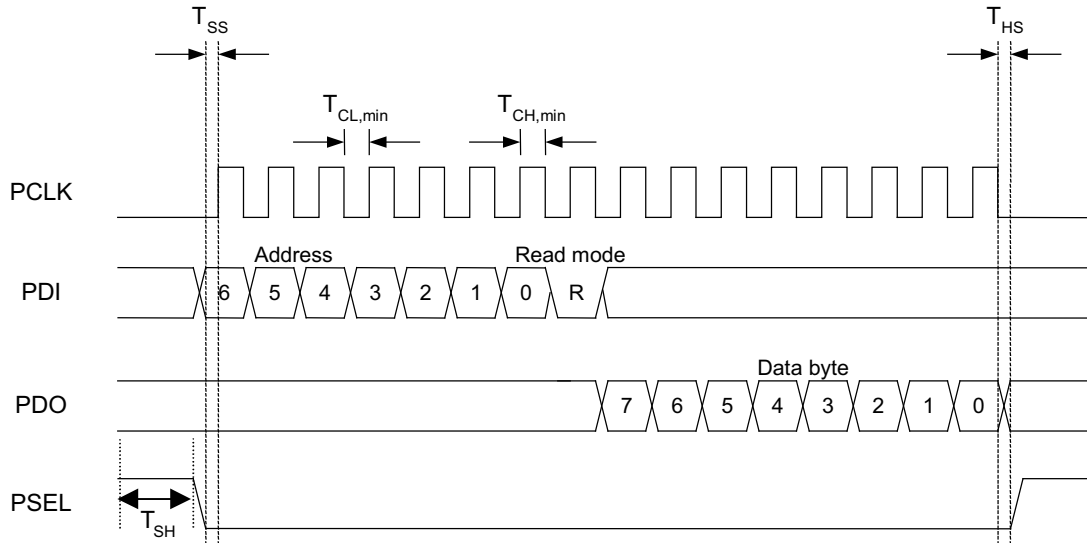 TSS THS
TCL,min TCH,min
PCLK
Address Read mode
PDI 6 5 4 3 2 1 0 R
Data byte
PDO 7 6 5 4 3 2 1 0
PSEL
TSH